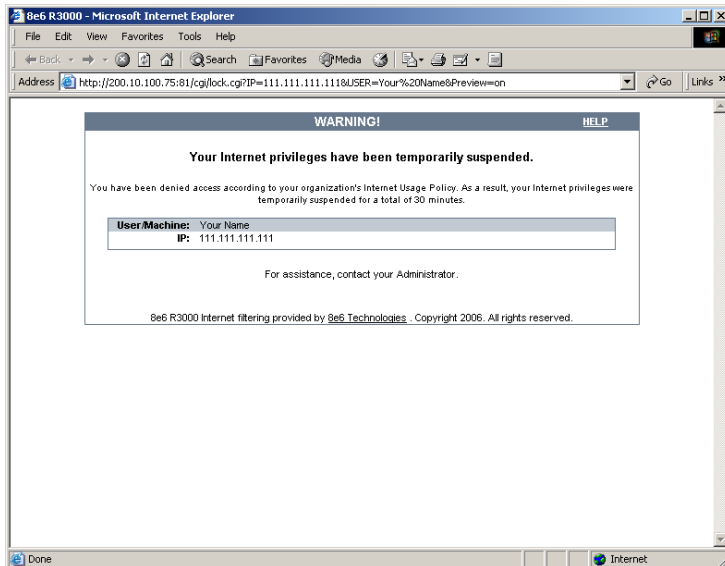 8e6 R3000 - Microsoft Internet Explorer
File Edit View Favorites Tools Help
Back Search Favorites Media
Address http://200.10.100.75:81/cgi/lock.cgi?IP=111.111.111.111&USER=Your%20Name&Preview=on Go Links »
WARNING! HELP
Your Internet privileges have been temporarily suspended.
You have been denied access according to your organization's Internet Usage Policy. As a result, your Internet privileges were
temporarily suspended for a total of 30 minutes.
User/Machine: Your Name
IP: 111.111.111.111
For assistance, contact your Administrator.
8e6 R3000 Internet filtering provided by 8e6 Technologies . Copyright 2006. All rights reserved.
Done Internet